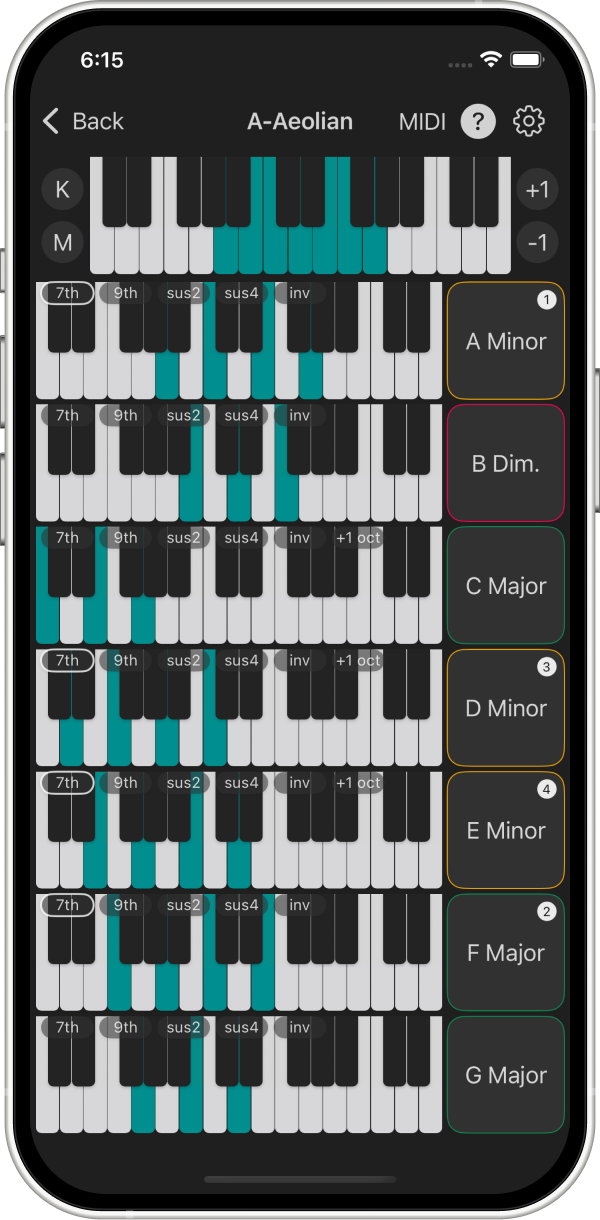 6:15
Back A-Aeolian MIDI ?
K +1
M -1
7th 9th sus2 sus4 inv 1
A Minor
7th 9th sus2 sus4 inv
B Dim.
7th 9th sus2 sus4 inv +1 oct
C Major
7th 9th sus2 sus4 inv +1 oct 3
D Minor
7th 9th sus2 sus4 inv +1 oct 4
E Minor
7th 9th sus2 sus4 inv 2
F Major
7th 9th sus2 sus4 inv
G Major